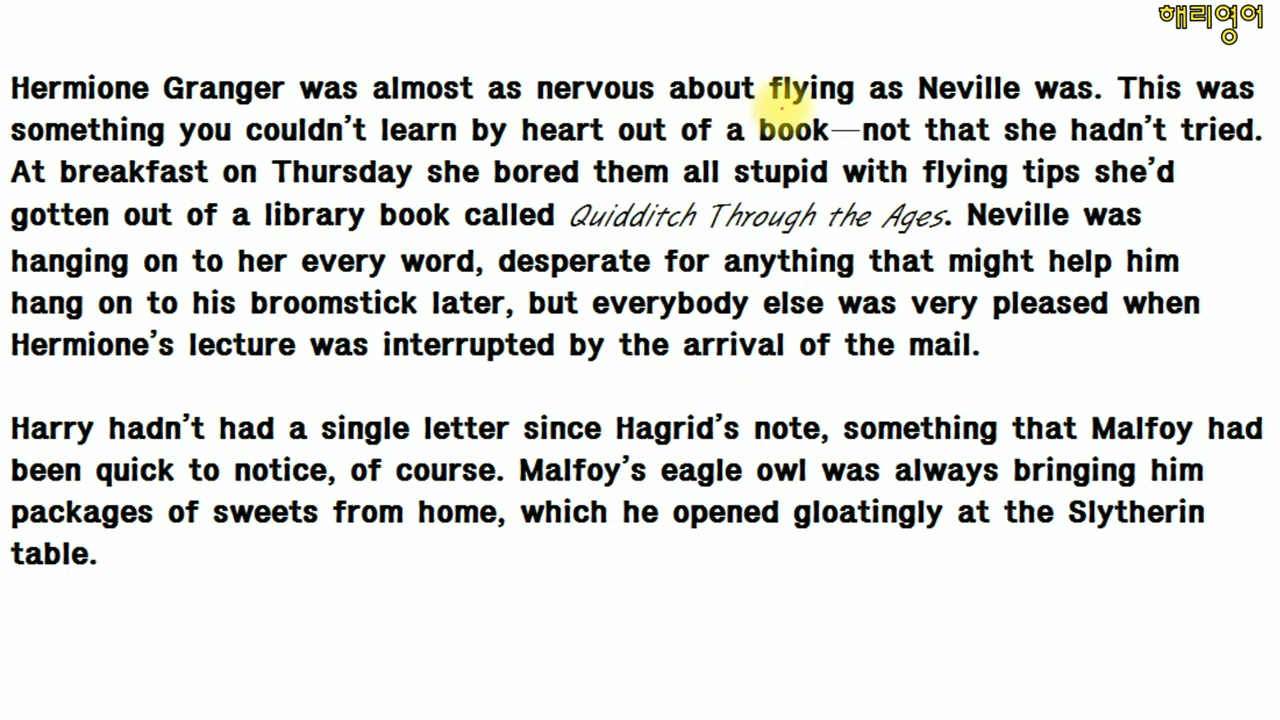 해리영어
Hermione Granger was almost as nervous about flying as Neville was. This was
something you couldn’t learn by heart out of a book—not that she hadn’t tried.
At breakfast on Thursday she bored them all stupid with flying tips she’d
gotten out of a library book called Quidditch Through the Ages. Neville was
hanging on to her every word, desperate for anything that might help him
hang on to his broomstick later, but everybody else was very pleased when
Hermione’s lecture was interrupted by the arrival of the mail.
Harry hadn’t had a single letter since Hagrid’s note, something that Malfoy had
been quick to notice, of course. Malfoy’s eagle owl was always bringing him
packages of sweets from home, which he opened gloatingly at the Slytherin
table.